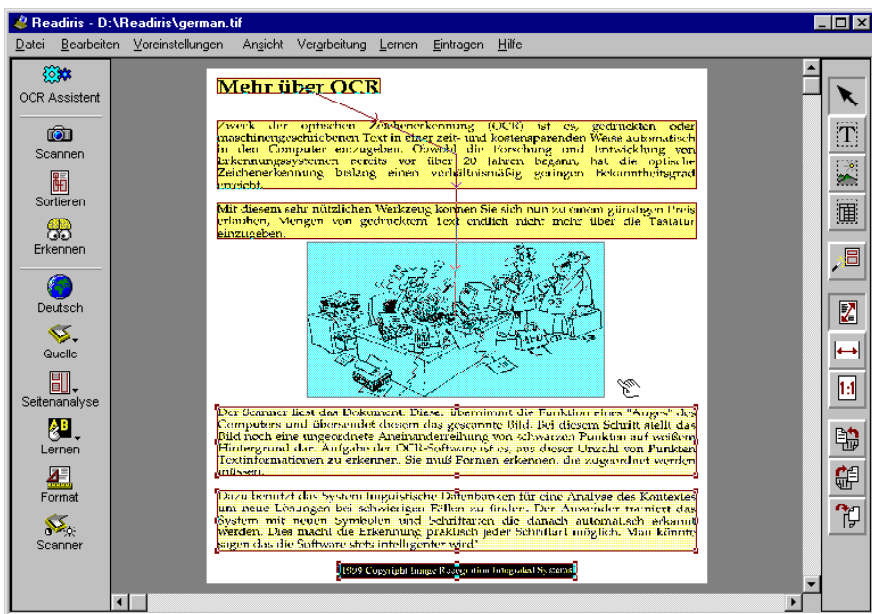 Readiris - D:\Readiris\german.tif
Datei Bearbeiten Voreinstellungen Ansicht Verarbeitung Lernen Eintragen Hilfe
OCR Assistent
Scannen
Sortieren
Erkennen
Deutsch
Quelle
Seitenanalyse
Lernen
Format
Scanner
Mehr über OCR
Zweck der optischen Zeichenerkennung (OCR) ist es, gedruckten oder
maschinengeschriebenen Text in einer zeit- und kostensparenden Weise automatisch
in den Computer einzugeben. Obwohl die Forschung und Entwicklung von
Erkennungssystemen bereits vor über 20 Jahren begann, hat die optische
Zeichenerkennung bislang einen verhältnismäßig geringen Bekanntheitsgrad
erreicht.
Mit diesem sehr nützlichen Werkzeug können Sie sich nun zu einem günstigen Preis
erlauben, Mengen von gedrucktem Text endlich nicht mehr über die Tastatur
einzugeben.
Der Scanner liest das Dokument. Dieser übernimmt die Funktion eines "Auges" des
Computers und übersendet diesem das gescannte Bild. Bei diesem Schritt stellt das
Bild noch eine ungeordnete Aneinanderreihung von schwarzen Punkten auf weißem
Hintergrund dar. Aufgabe der OCR-Software ist es, aus dieser Unzahl von Punkten
Textinformationen zu erkennen. Sie muß Formen erkennen, die zugeordnet werden
müssen.
Dazu benutzt das System linguistische Datenbanken für eine Analyse des Kontextes
um neue Lösungen bei schwierigen Fällen zu finden. Der Anwender trainiert das
System mit neuen Symbolen und Schriftarten die danach automatisch erkannt
werden. Dies macht die Erkennung praktisch jeder Schriftart möglich. Man könnte
sagen das die Software stets intelligenter wird"
1999 Copyright Image Recognition Integrated Systems
T
1:1